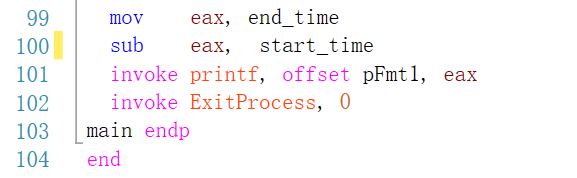 99 mov eax, end_time
100 sub eax, start_time
101 invoke printf, offset pFmt1, eax
102 invoke ExitProcess, 0
103 main endp
104 end